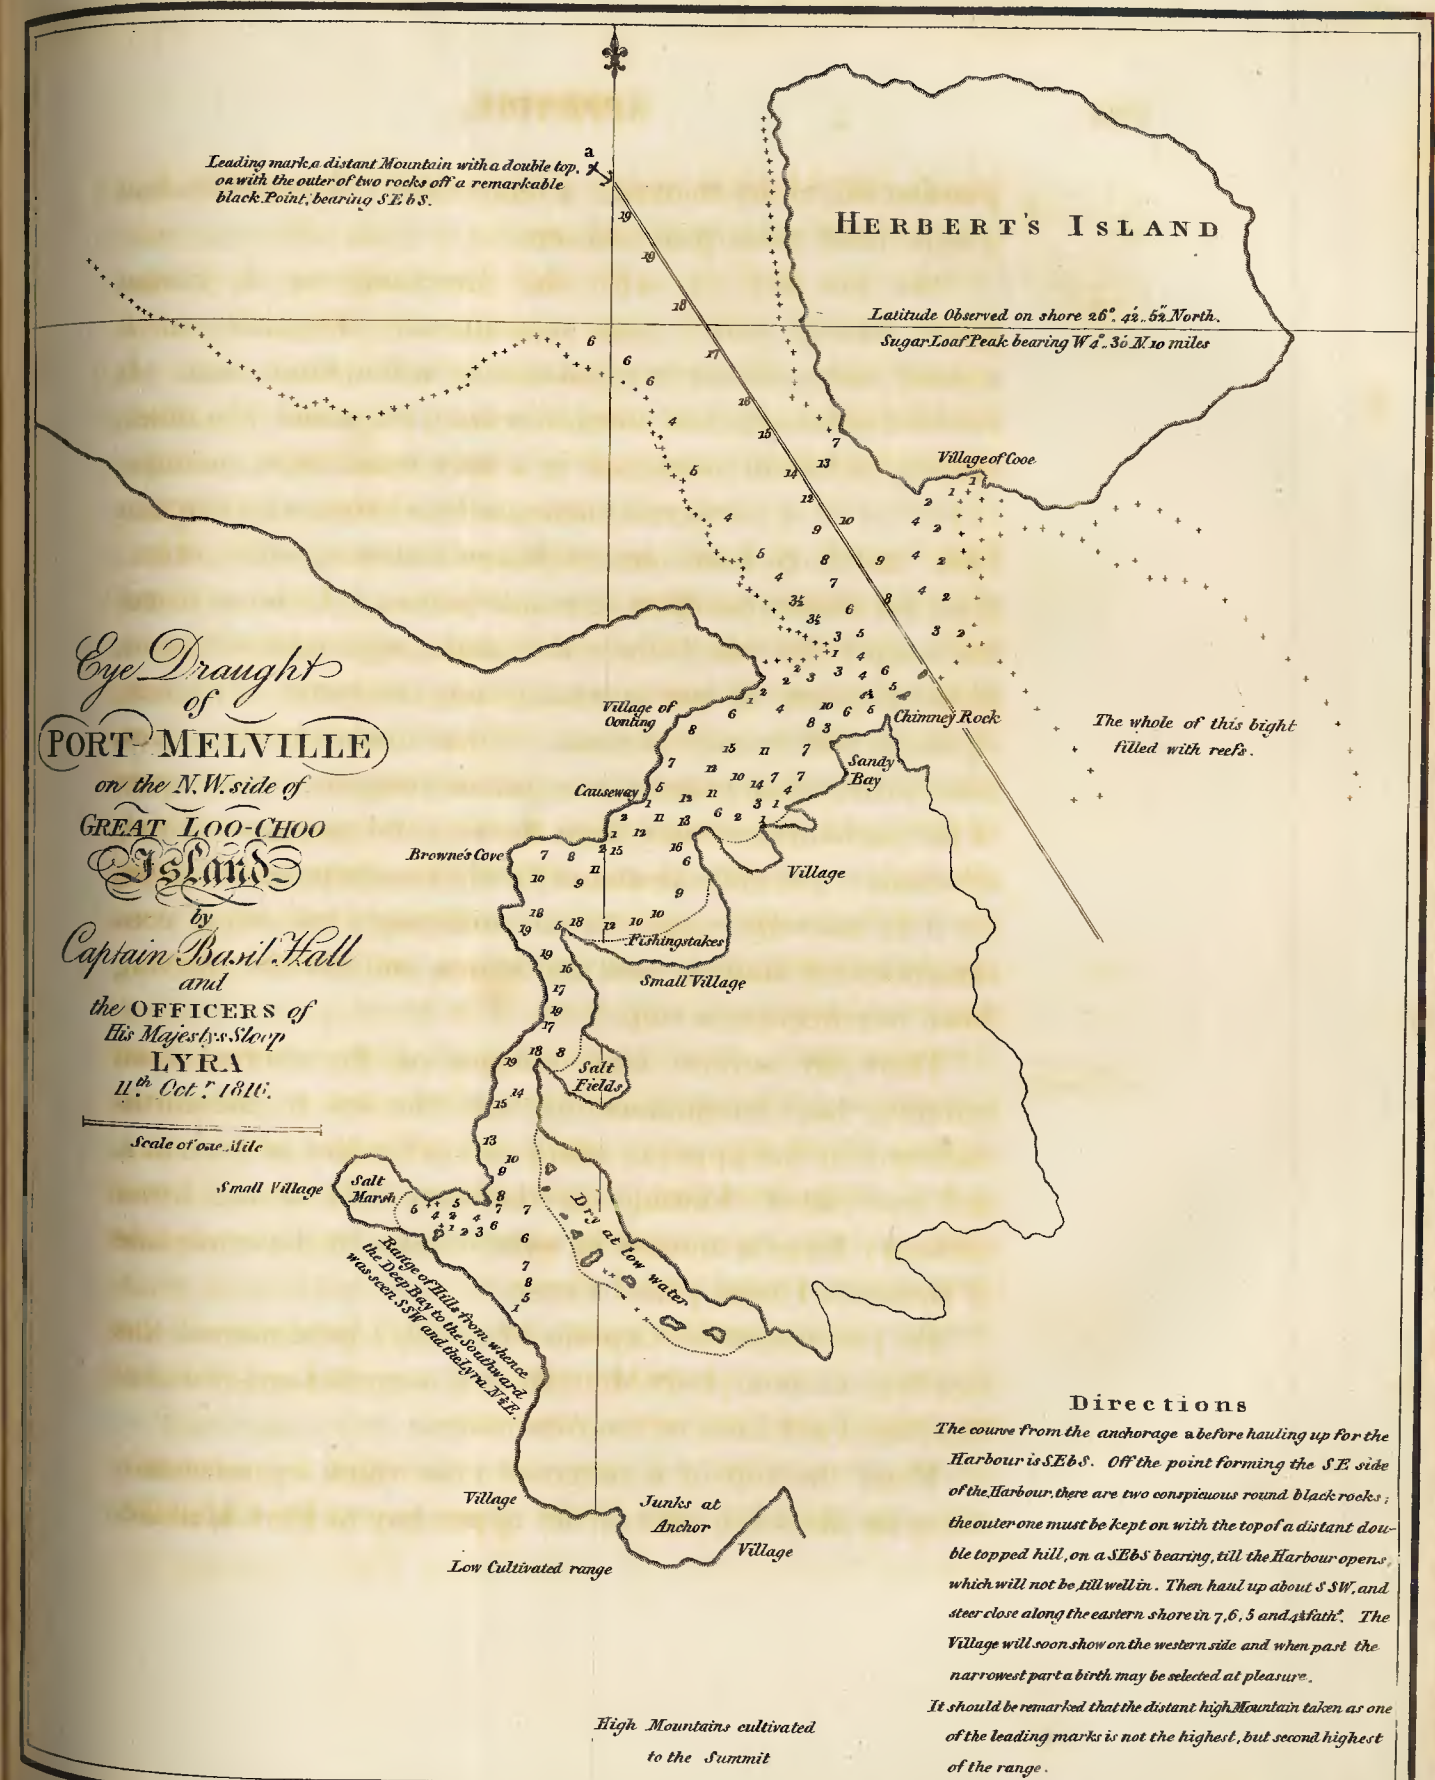 a
Leading mark, a distant Mountain with a double top,
on with the outer of two rocks off a remarkable
black Point, bearing SEbS.
HERBERT'S ISLAND
Latitude Observed on shore 26°. 42'.. 52" North.
Sugar Loaf Peak bearing W 4°.. 30' N. 10 miles
Village of Cooe
Eye Draught
of
PORT MELVILLE
on the N.W. side of
GREAT LOO-CHOO
Island
by
Captain Basil Hall
and
the OFFICERS of
His Majestys Sloop
LYRA
11th. Octr. 1816.
Scale of one Mile
Village of
Oonting
Chimney Rock
The whole of this bight
filled with reefs.
Sandy
Bay
Causeway
Browne's Cove
Village
Fishingstakes
Small Village
Salt
Fields
Small Village
Salt
Marsh
Dry at low water
Range of Hills from whence
the Deep Bay to the Southward
was seen SSW and the Lyra N½E.
Village
Junks at
Anchor
Village
Low Cultivated range
High Mountains cultivated
to the Summit
Directions
The course from the anchorage a before hauling up for the
Harbour is SEbS. Off the point forming the SE side
of the Harbour, there are two conspicuous round black rocks;
the outer one must be kept on with the top of a distant dou-
ble topped hill, on a SEbS bearing, till the Harbour opens,
which will not be till well in. Then haul up about SSW, and
steer close along the eastern shore in 7, 6, 5 and 4½ faths. The
Village will soon show on the western side and when past the
narrowest part a birth may be selected at pleasure.
It should be remarked that the distant high Mountain taken as one
of the leading marks is not the highest, but second highest
of the range.